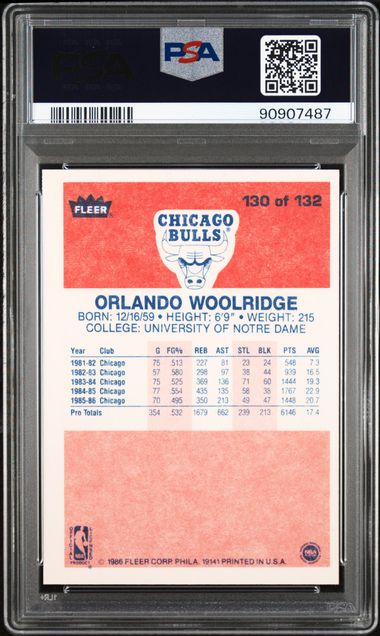 PSA
90907487
FLEER
130 of 132
CHICAGO
BULLS
ORLANDO WOOLRIDGE
BORN: 12/16/59 • HEIGHT: 6'9" • WEIGHT: 215
COLLEGE: UNIVERSITY OF NOTRE DAME
Year Club G FG% REB AST STL BLK PTS AVG
1981-82 Chicago 75 .513 227 81 23 24 548 7.3
1982-83 Chicago 57 .580 298 97 38 44 939 16.5
1983-84 Chicago 75 .525 369 136 71 60 1444 19.3
1984-85 Chicago 77 .554 435 135 58 38 1767 22.9
1985-86 Chicago 70 .495 350 213 49 47 1448 20.7
Pro Totals 354 .532 1679 662 239 213 6146 17.4
OFFICIAL LICENSED
PRODUCT
© 1986 FLEER CORP. PHILA. 19141 PRINTED IN U.S.A.
NBA
PSA